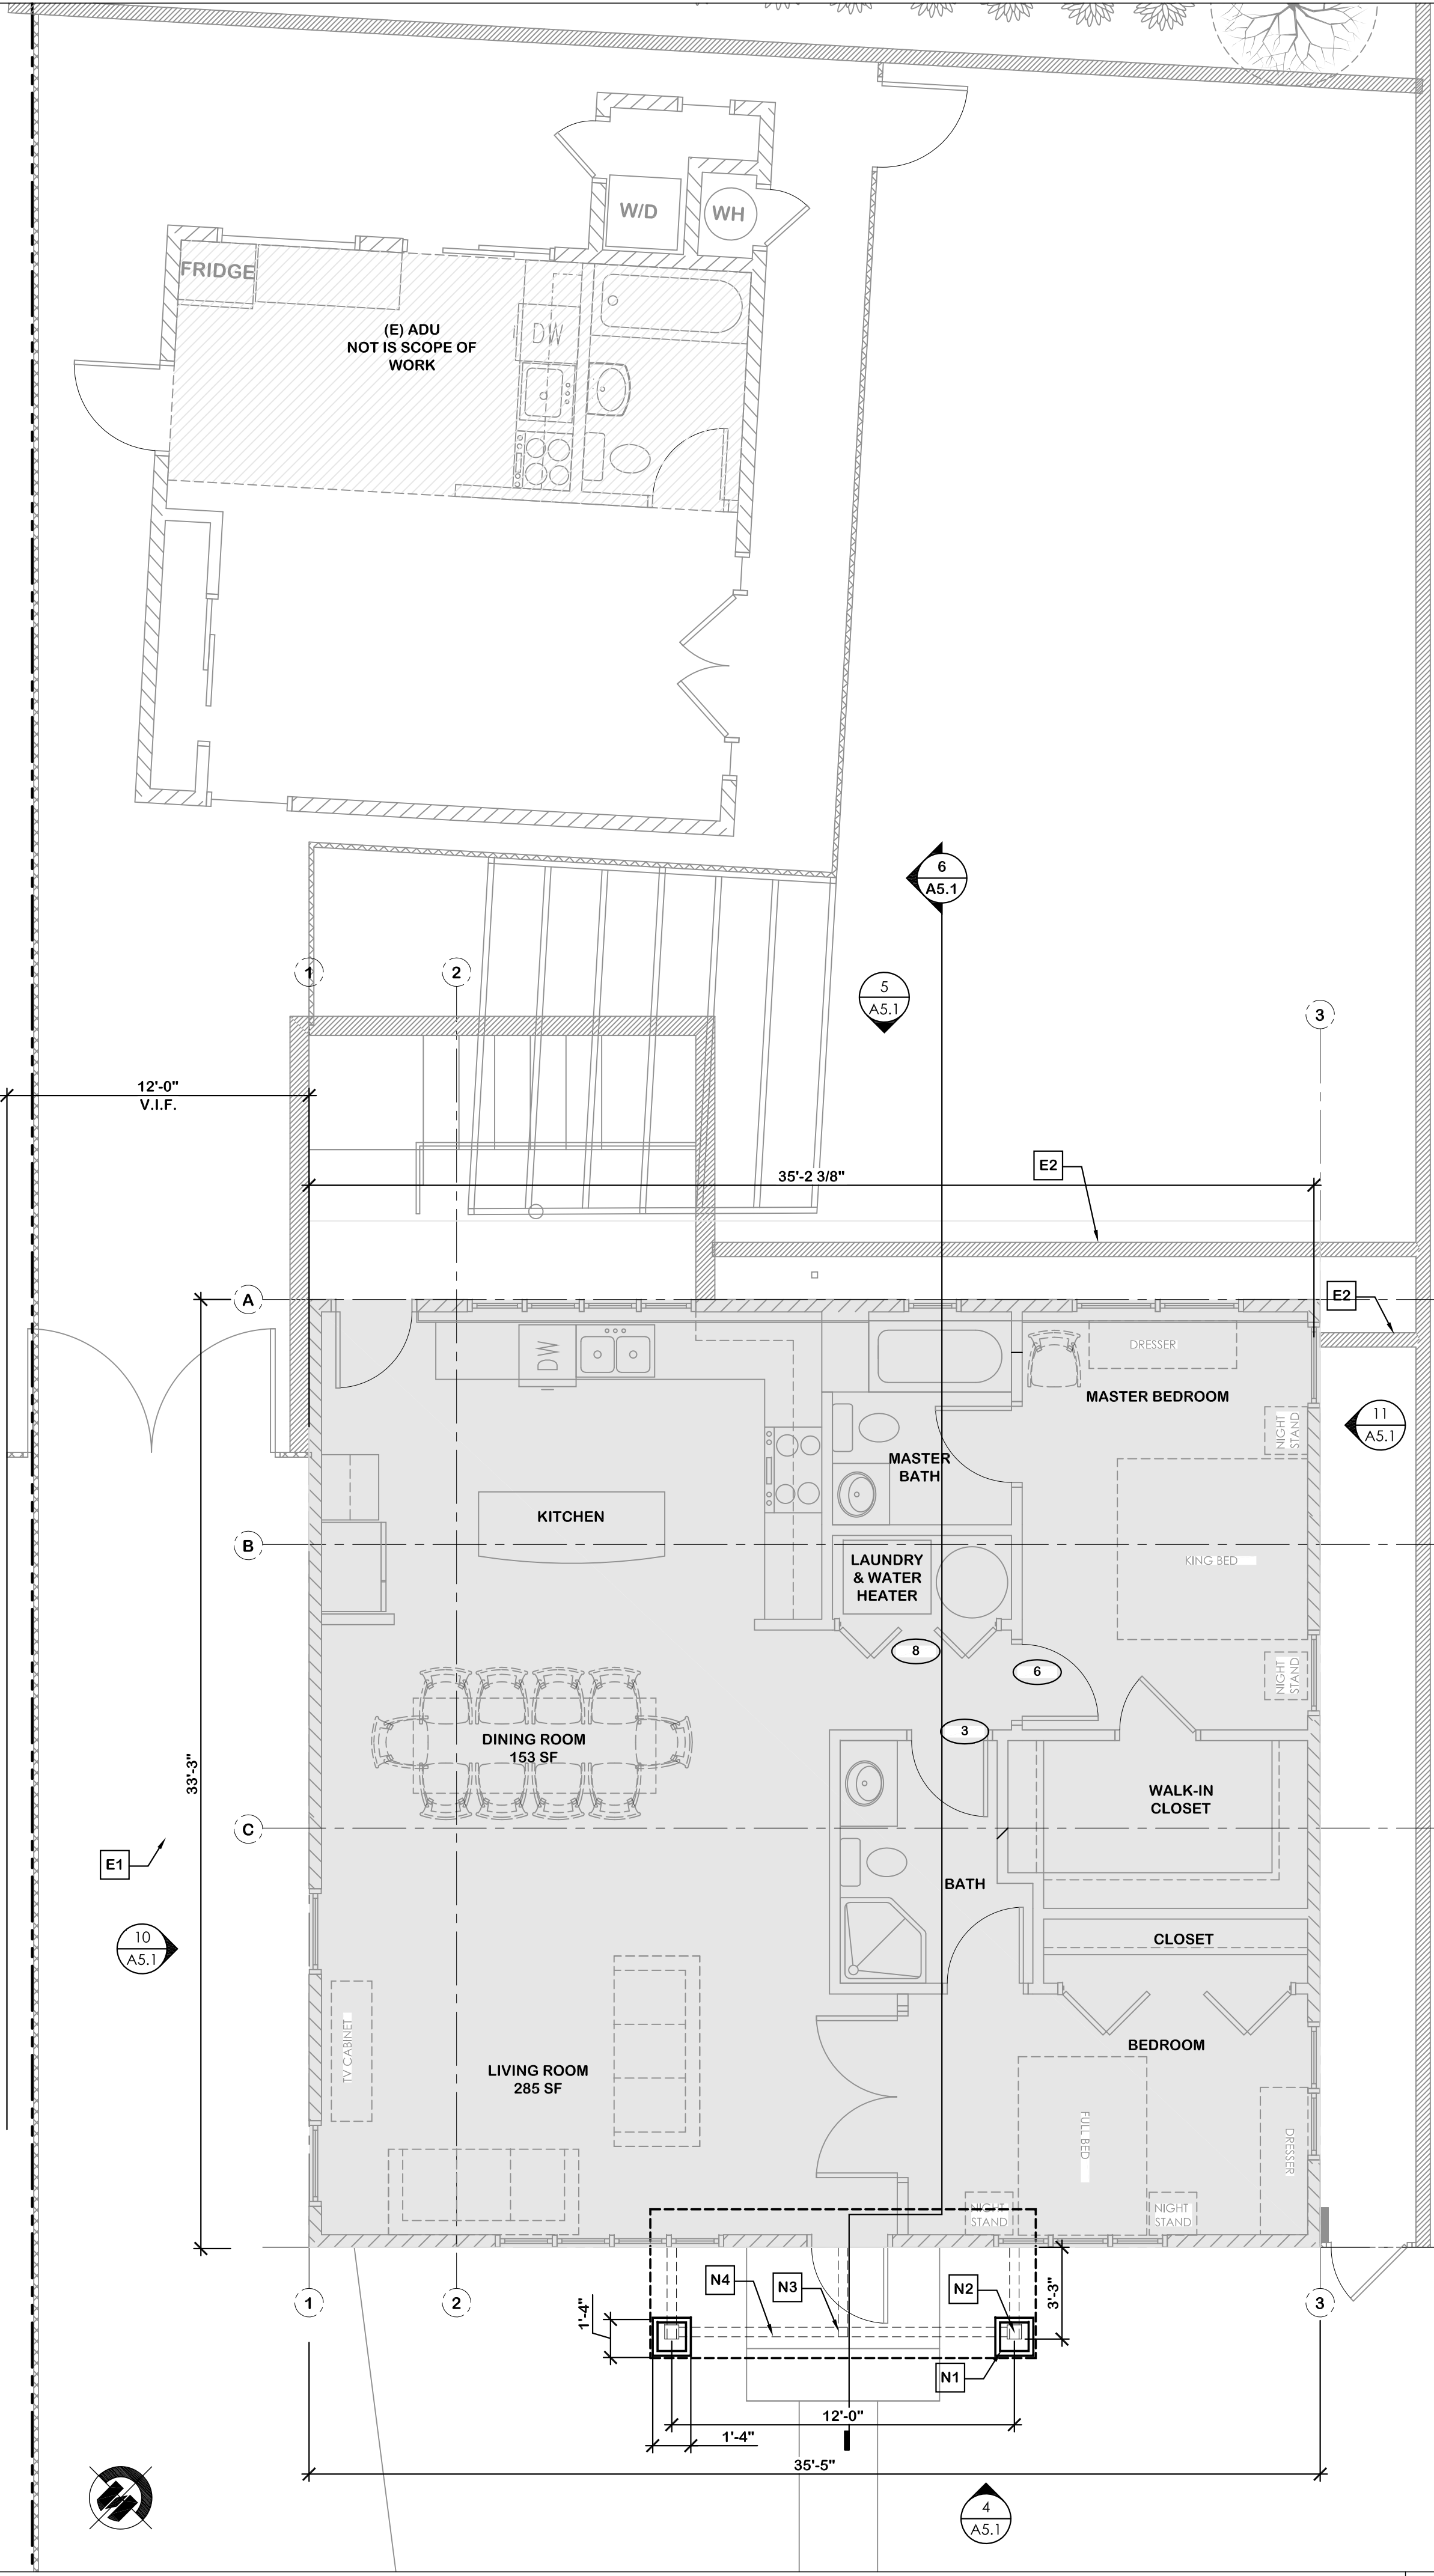 W/D
WH
FRIDGE
(E) ADU
NOT IS SCOPE OF
WORK
DW
6
A5.1
1
2
5
A5.1
3
12'-0"
V.I.F.
35'-2 3/8"
E2
A
E2
DW
DRESSER
MASTER BEDROOM
NIGHT
STAND
11
A5.1
MASTER
BATH
KITCHEN
B
LAUNDRY
& WATER
HEATER
KING BED
8
6
NIGHT
STAND
3
DINING ROOM
153 SF
33'-3"
WALK-IN
CLOSET
C
E1
BATH
10
A5.1
CLOSET
TV CABINET
BEDROOM
LIVING ROOM
285 SF
FULL BED
DRESSER
NIGHT
STAND
NIGHT
STAND
N4
N3
N2
3'-3"
1
2
3
1'-4"
N1
12'-0"
1'-4"
35'-5"
4
A5.1